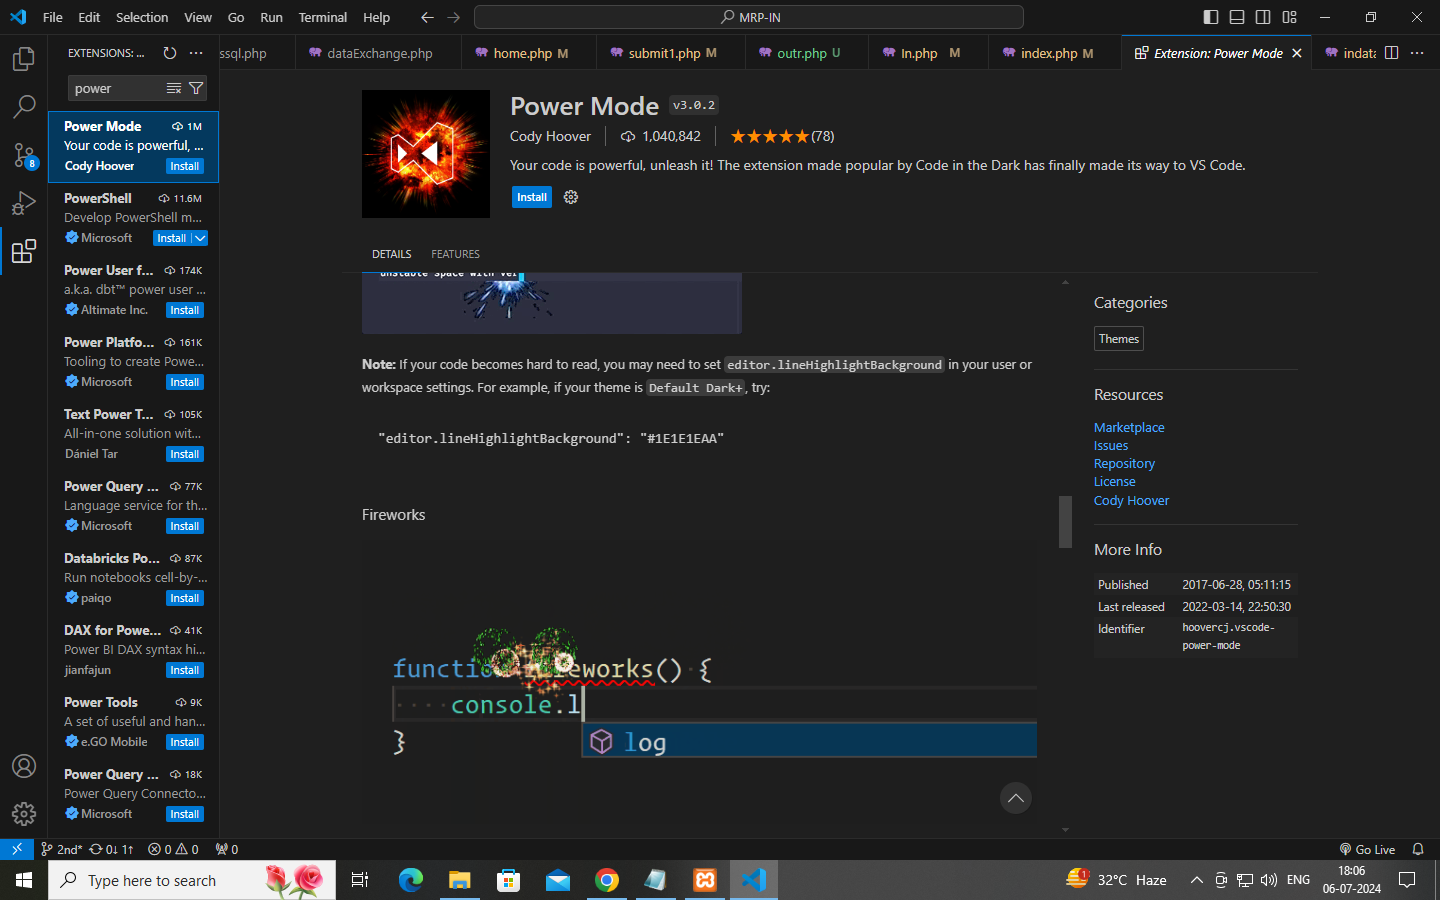 File Edit Selection View Go Run Terminal Help
MRP-IN
EXTENSIONS: ...
ssql.php
dataExchange.php
home.php M
submit1.php M
outr.php U
In.php M
index.php M
Extension: Power Mode
indata
power
Power Mode 1M
Your code is powerful, ...
Cody Hoover Install
PowerShell 11.6M
Develop PowerShell m...
Microsoft Install
Power User f... 174K
a.k.a. dbt™ power user ...
Altimate Inc. Install
Power Platfo... 161K
Tooling to create Powe...
Microsoft Install
Text Power T... 105K
All-in-one solution wit...
Dániel Tar Install
Power Query ... 77K
Language service for th...
Microsoft Install
Databricks Po... 87K
Run notebooks cell-by-...
paiqo Install
DAX for Powe... 41K
Power BI DAX syntax hi...
jianfajun Install
Power Tools 9K
A set of useful and han...
e.GO Mobile Install
Power Query ... 18K
Power Query Connecto...
Microsoft Install
8
Power Mode v3.0.2
Cody Hoover 1,040,842 (78)
Your code is powerful, unleash it! The extension made popular by Code in the Dark has finally made its way to VS Code.
Install
DETAILS FEATURES
unstable space with ver
Note: If your code becomes hard to read, you may need to set editor.lineHighlightBackground in your user or
workspace settings. For example, if your theme is Default Dark+, try:
"editor.lineHighlightBackground": "#1E1E1EAA"
Fireworks
function fireworks() {
console.l
log
}
Categories
Themes
Resources
Marketplace
Issues
Repository
License
Cody Hoover
More Info
Published 2017-06-28, 05:11:15
Last released 2022-03-14, 22:50:30
Identifier hoovercj.vscode-
power-mode
2nd* 0↓ 1↑ 0 0 0
Go Live
Type here to search
1
32°C Haze
ENG
18:06
06-07-2024